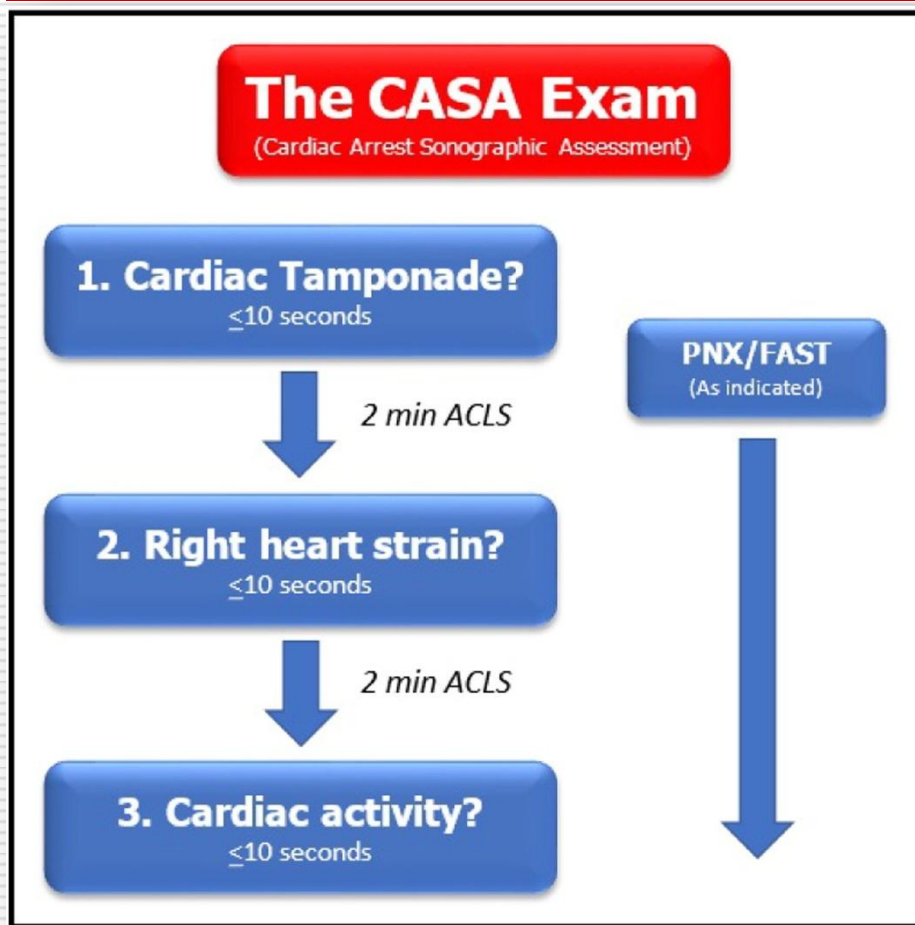 The CASA Exam
(Cardiac Arrest Sonographic Assessment)
1. Cardiac Tamponade?
≤10 seconds
2 min ACLS
PNX/FAST
(As indicated)
2. Right heart strain?
≤10 seconds
2 min ACLS
3. Cardiac activity?
≤10 seconds